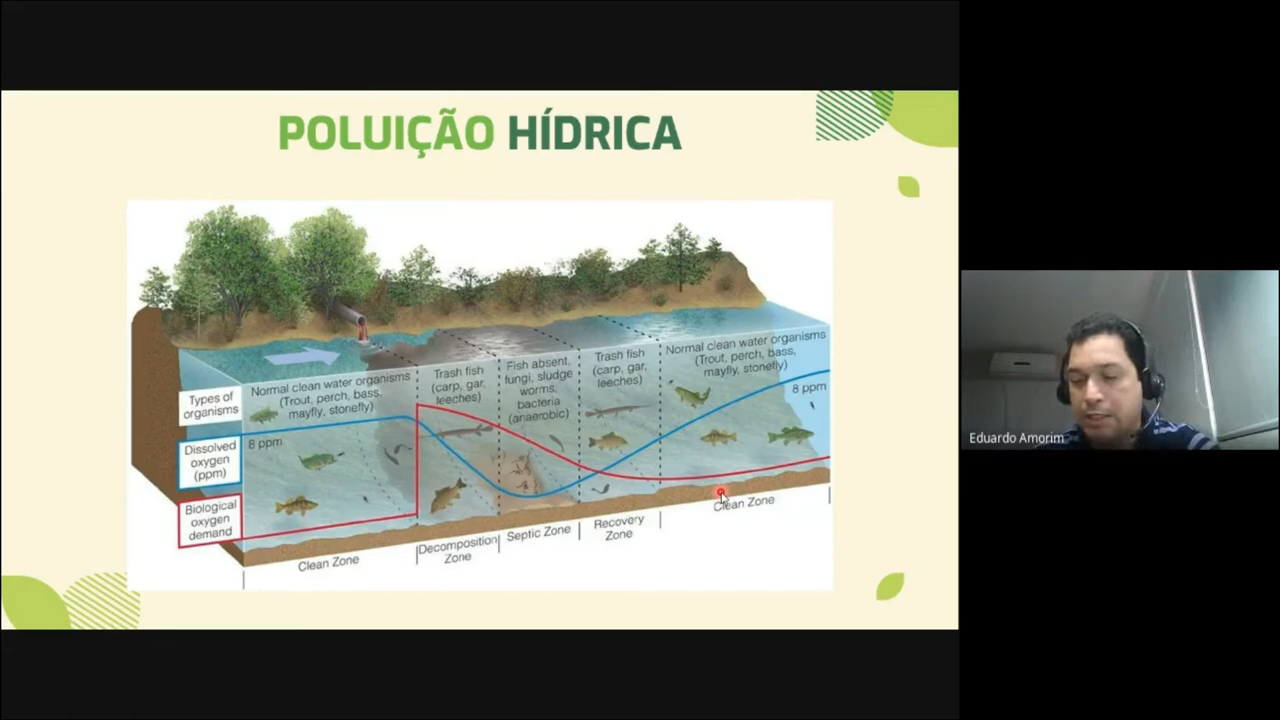 POLUIÇÃO HÍDRICA
Types of
organisms
Normal clean water organisms
(Trout, perch, bass,
mayfly, stonefly)
Trash fish
(carp, gar,
leeches)
Fish absent,
fungi, sludge
worms,
bacteria
(anaerobic)
Trash fish
(carp, gar,
leeches)
Normal clean water organisms
(Trout, perch, bass,
mayfly, stonefly)
Dissolved
oxygen
(ppm)
8 ppm
8 ppm
Biological
oxygen
demand
Clean Zone
Decomposition
Zone
Septic Zone
Recovery
Zone
Clean Zone
Eduardo Amorim